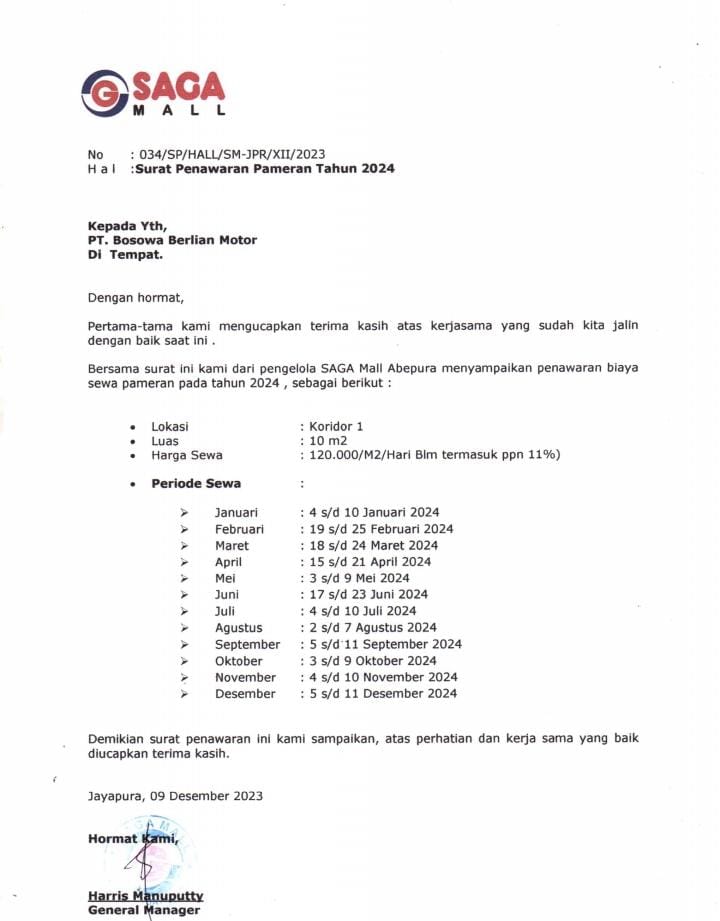 SAGA
MALL
No : 034/SP/HALL/SM-JPR/XII/2023
H a l :Surat Penawaran Pameran Tahun 2024
Kepada Yth,
PT. Bosowa Berlian Motor
Di Tempat.
Dengan hormat,
Pertama-tama kami mengucapkan terima kasih atas kerjasama yang sudah kita jalin
dengan baik saat ini .
Bersama surat ini kami dari pengelola SAGA Mall Abepura menyampaikan penawaran biaya
sewa pameran pada tahun 2024 , sebagai berikut :
• Lokasi : Koridor 1
• Luas : 10 m2
• Harga Sewa : 120.000/M2/Hari Blm termasuk ppn 11%)
• Periode Sewa :
➢ Januari : 4 s/d 10 Januari 2024
➢ Februari : 19 s/d 25 Februari 2024
➢ Maret : 18 s/d 24 Maret 2024
➢ April : 15 s/d 21 April 2024
➢ Mei : 3 s/d 9 Mei 2024
➢ Juni : 17 s/d 23 Juni 2024
➢ Juli : 4 s/d 10 Juli 2024
➢ Agustus : 2 s/d 7 Agustus 2024
➢ September : 5 s/d 11 September 2024
➢ Oktober : 3 s/d 9 Oktober 2024
➢ November : 4 s/d 10 November 2024
➢ Desember : 5 s/d 11 Desember 2024
Demikian surat penawaran ini kami sampaikan, atas perhatian dan kerja sama yang baik
diucapkan terima kasih.
Jayapura, 09 Desember 2023
Hormat Kami,
Harris Manuputty
General Manager